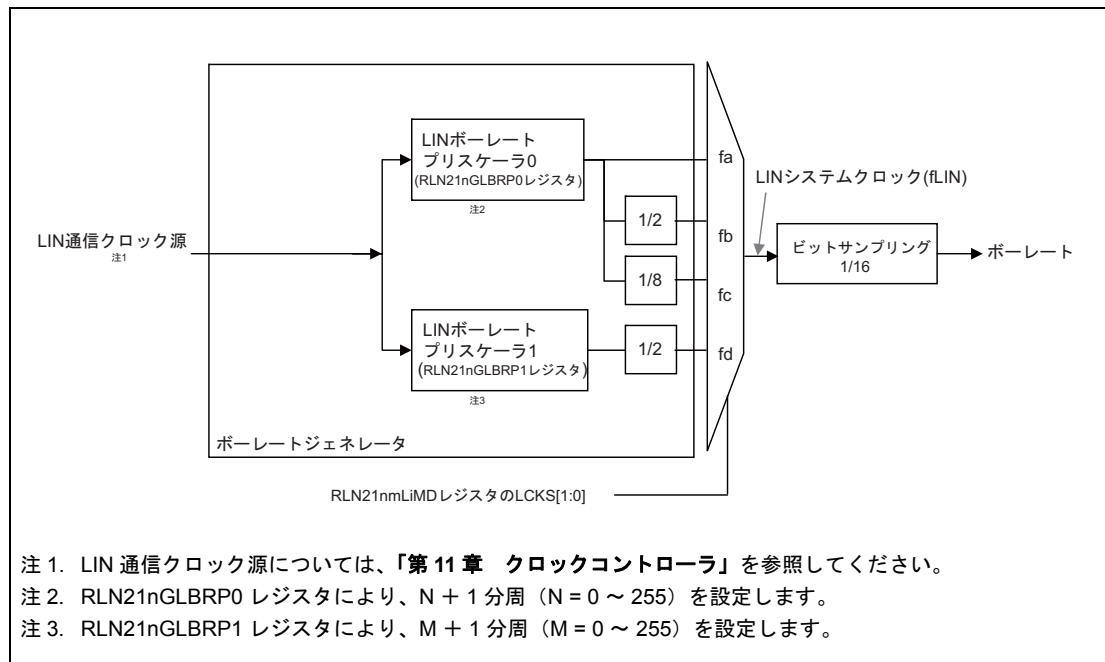 LINボーレート
プリスケーラ0
(RLN21nGLBRP0レジスタ)
注2
fa
LINシステムクロック(fLIN)
1/2
fb
LIN通信クロック源
注1
ビットサンプリング
1/16
ボーレート
1/8
fc
LINボーレート
プリスケーラ1
(RLN21nGLBRP1レジスタ)
注3
1/2
fd
ボーレートジェネレータ
RLN21nmLiMDレジスタのLCKS[1:0]
注 1. LIN 通信クロック源については、「第 11 章 クロックコントローラ」を参照してください。
注 2. RLN21nGLBRP0 レジスタにより、N + 1 分周（N = 0 ～ 255）を設定します。
注 3. RLN21nGLBRP1 レジスタにより、M + 1 分周（M = 0 ～ 255）を設定します。